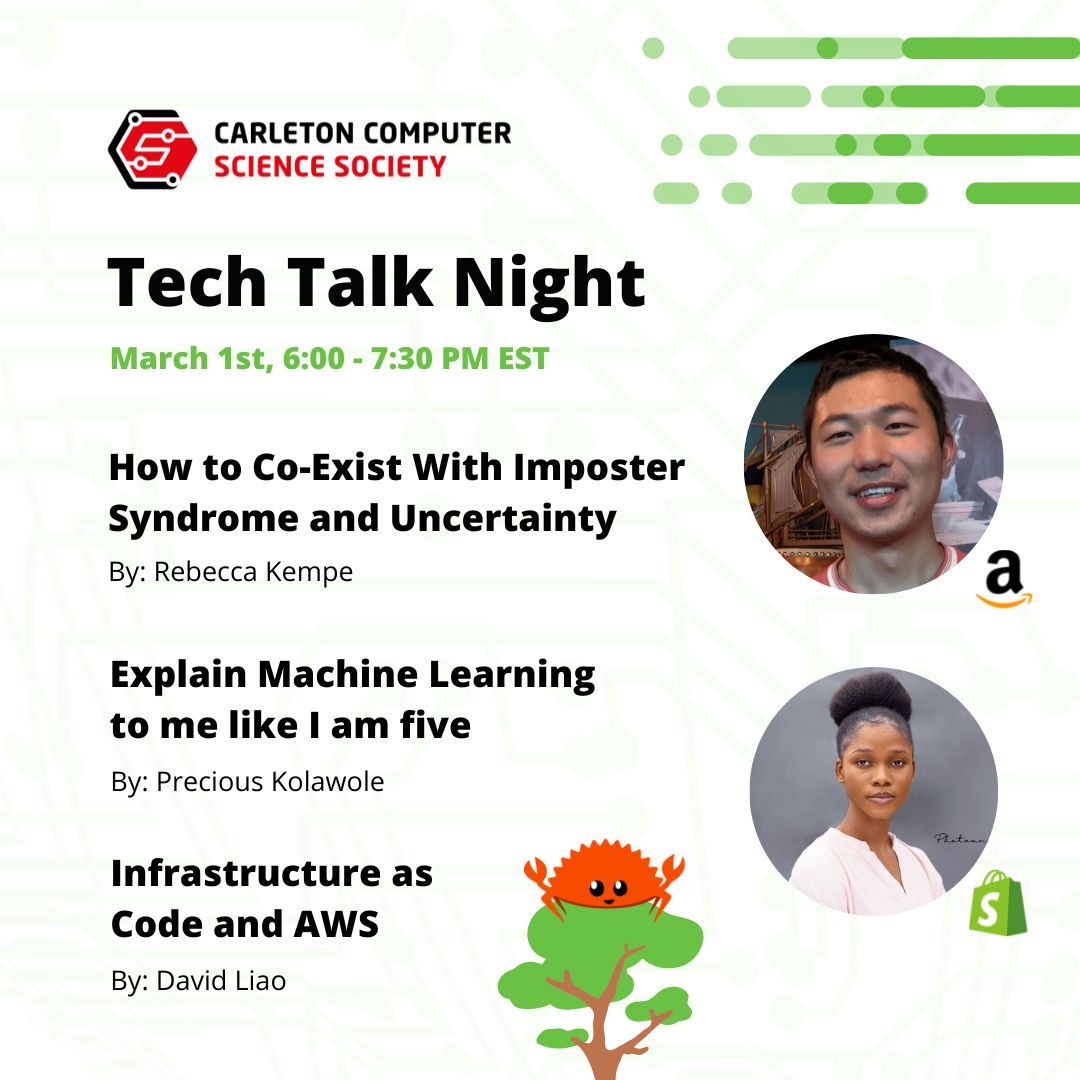 CARLETON COMPUTER
SCIENCE SOCIETY
Tech Talk Night
March 1st, 6:00 - 7:30 PM EST
How to Co-Exist With Imposter
Syndrome and Uncertainty
By: Rebecca Kempe
Explain Machine Learning
to me like I am five
By: Precious Kolawole
Infrastructure as
Code and AWS
By: David Liao
a
S